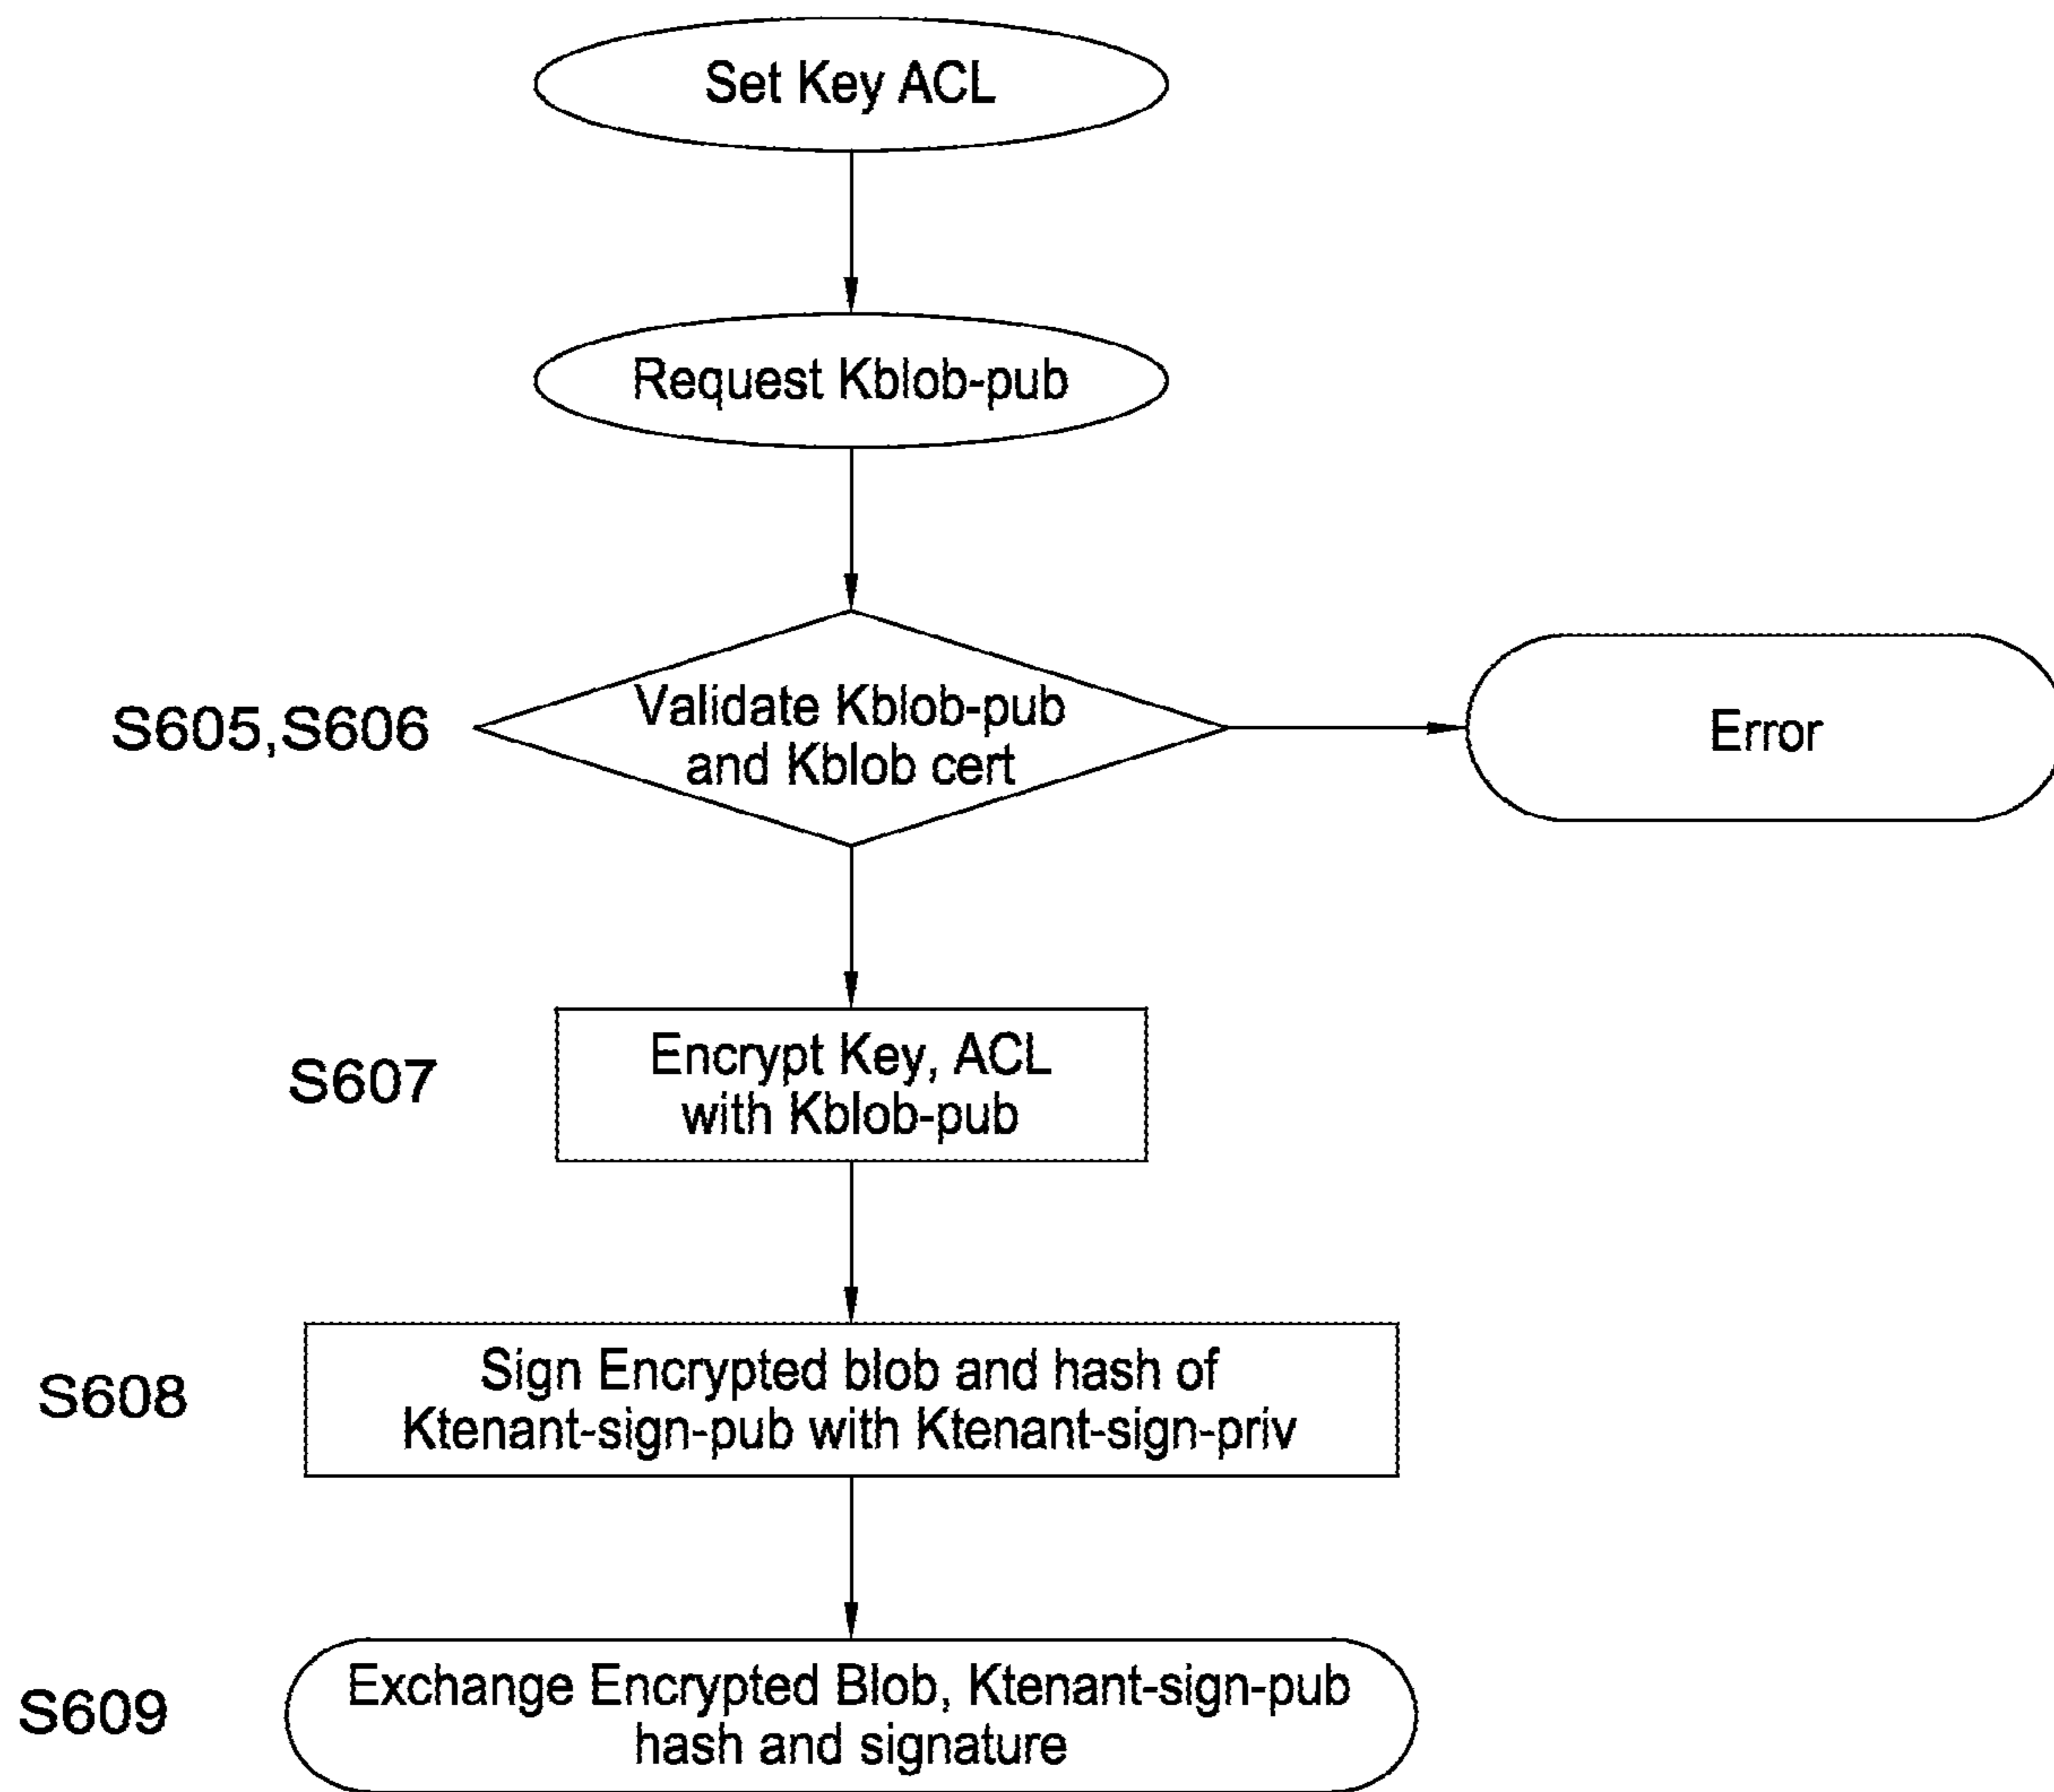 Set Key ACL
Request Kblob-pub
S605,S606
Validate Kblob-pub
and Kblob cert
Error
S607
Encrypt Key, ACL
with Kblob-pub
S608
Sign Encrypted blob and hash of
Ktenant-sign-pub with Ktenant-sign-priv
S609
Exchange Encrypted Blob, Ktenant-sign-pub
hash and signature